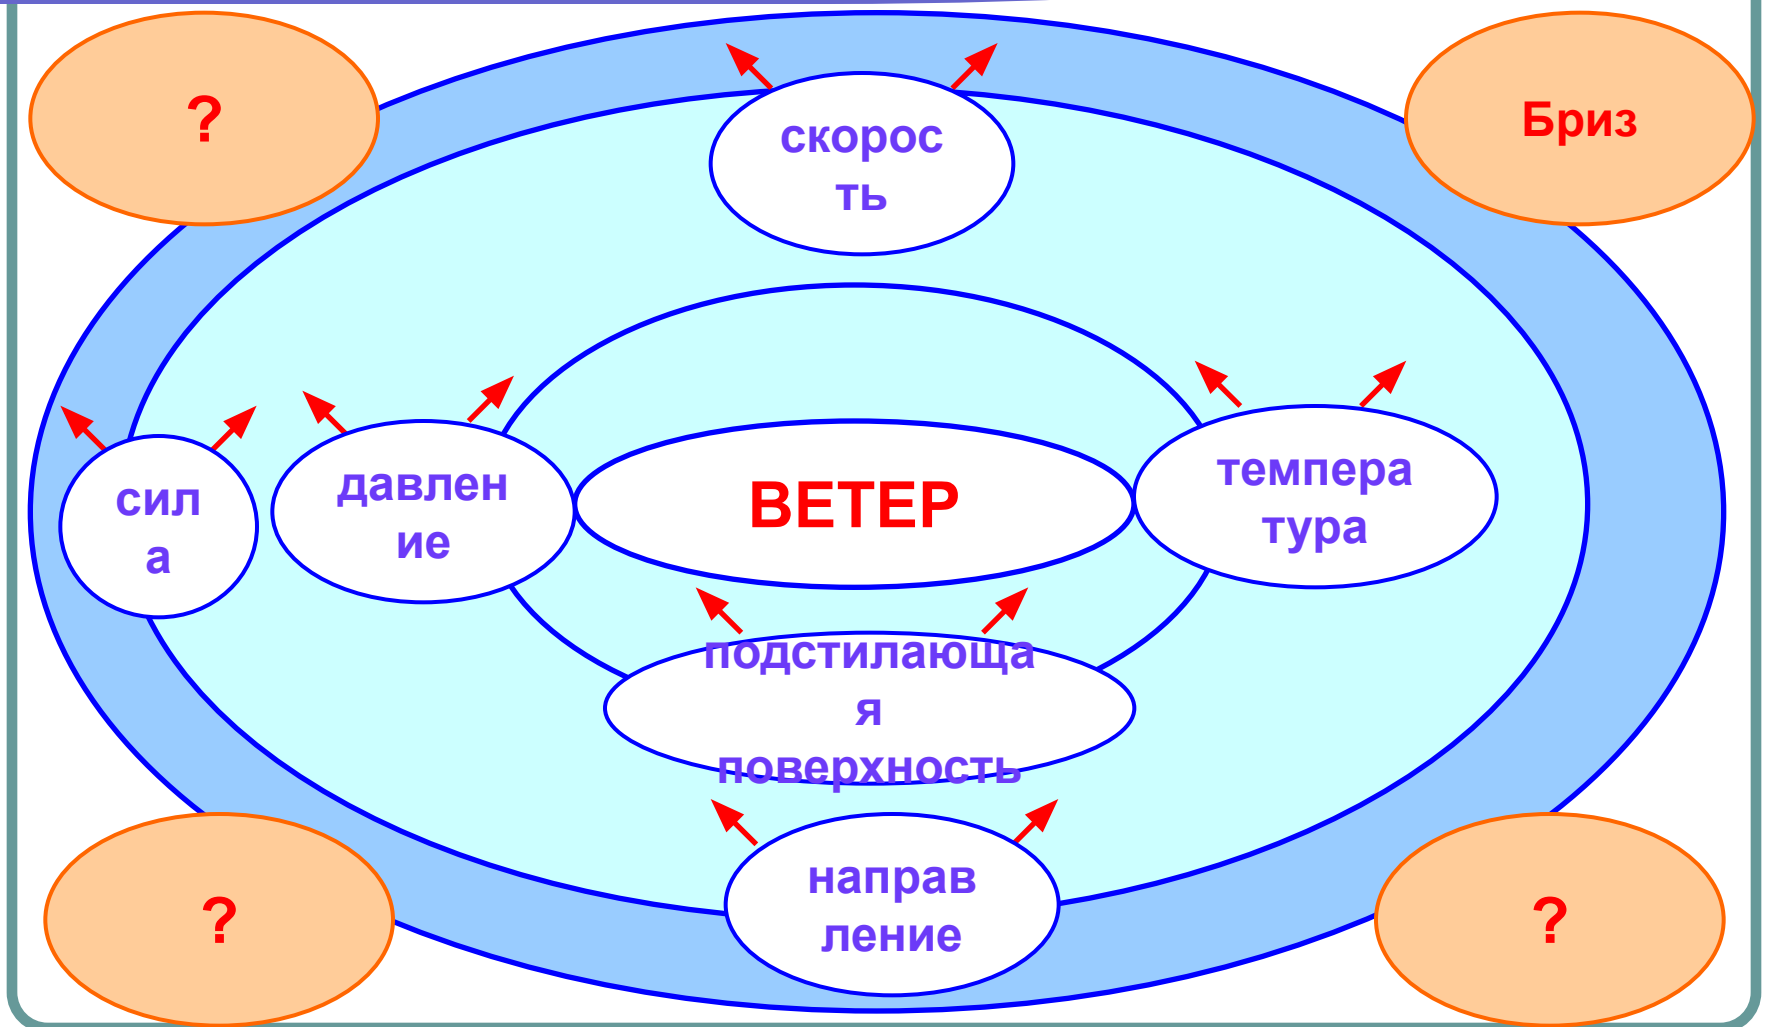 ?
Бриз
скорос
ть
сил
а
давлен
ие
ВЕТЕР
темпера
тура
подстилающа
я
поверхность
направ
ление
?
?